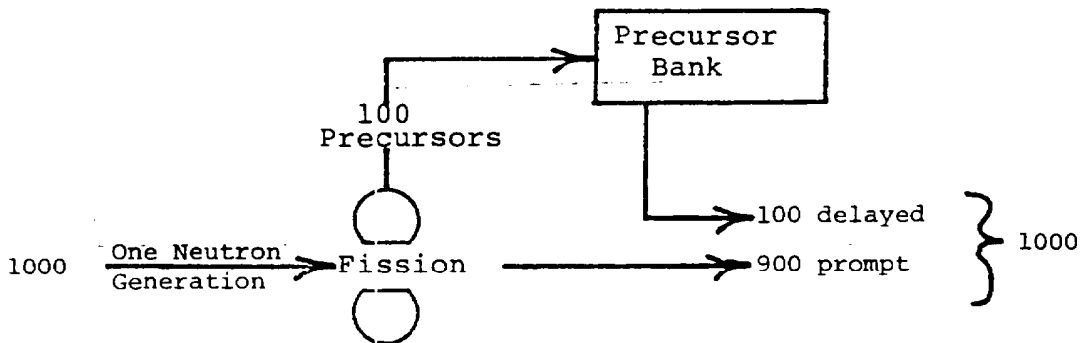 Precursor
Bank
100
Precursors
100 delayed
1000
One Neutron
Generation
Fission
900 prompt
1000